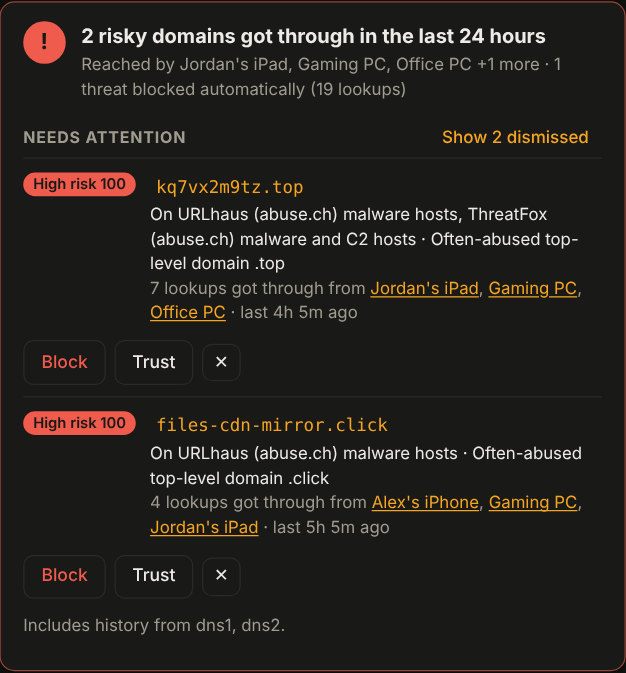 !
2 risky domains got through in the last 24 hours
Reached by Jordan's iPad, Gaming PC, Office PC +1 more · 1
threat blocked automatically (19 lookups)
NEEDS ATTENTION
Show 2 dismissed
High risk 100
kq7vx2m9tz.top
On URLhaus (abuse.ch) malware hosts, ThreatFox
(abuse.ch) malware and C2 hosts · Often-abused top-
level domain .top
7 lookups got through from Jordan's iPad, Gaming PC,
Office PC · last 4h 5m ago
Block
Trust
✕
High risk 100
files-cdn-mirror.click
On URLhaus (abuse.ch) malware hosts · Often-abused
top-level domain .click
4 lookups got through from Alex's iPhone, Gaming PC,
Jordan's iPad · last 5h 5m ago
Block
Trust
✕
Includes history from dns1, dns2.